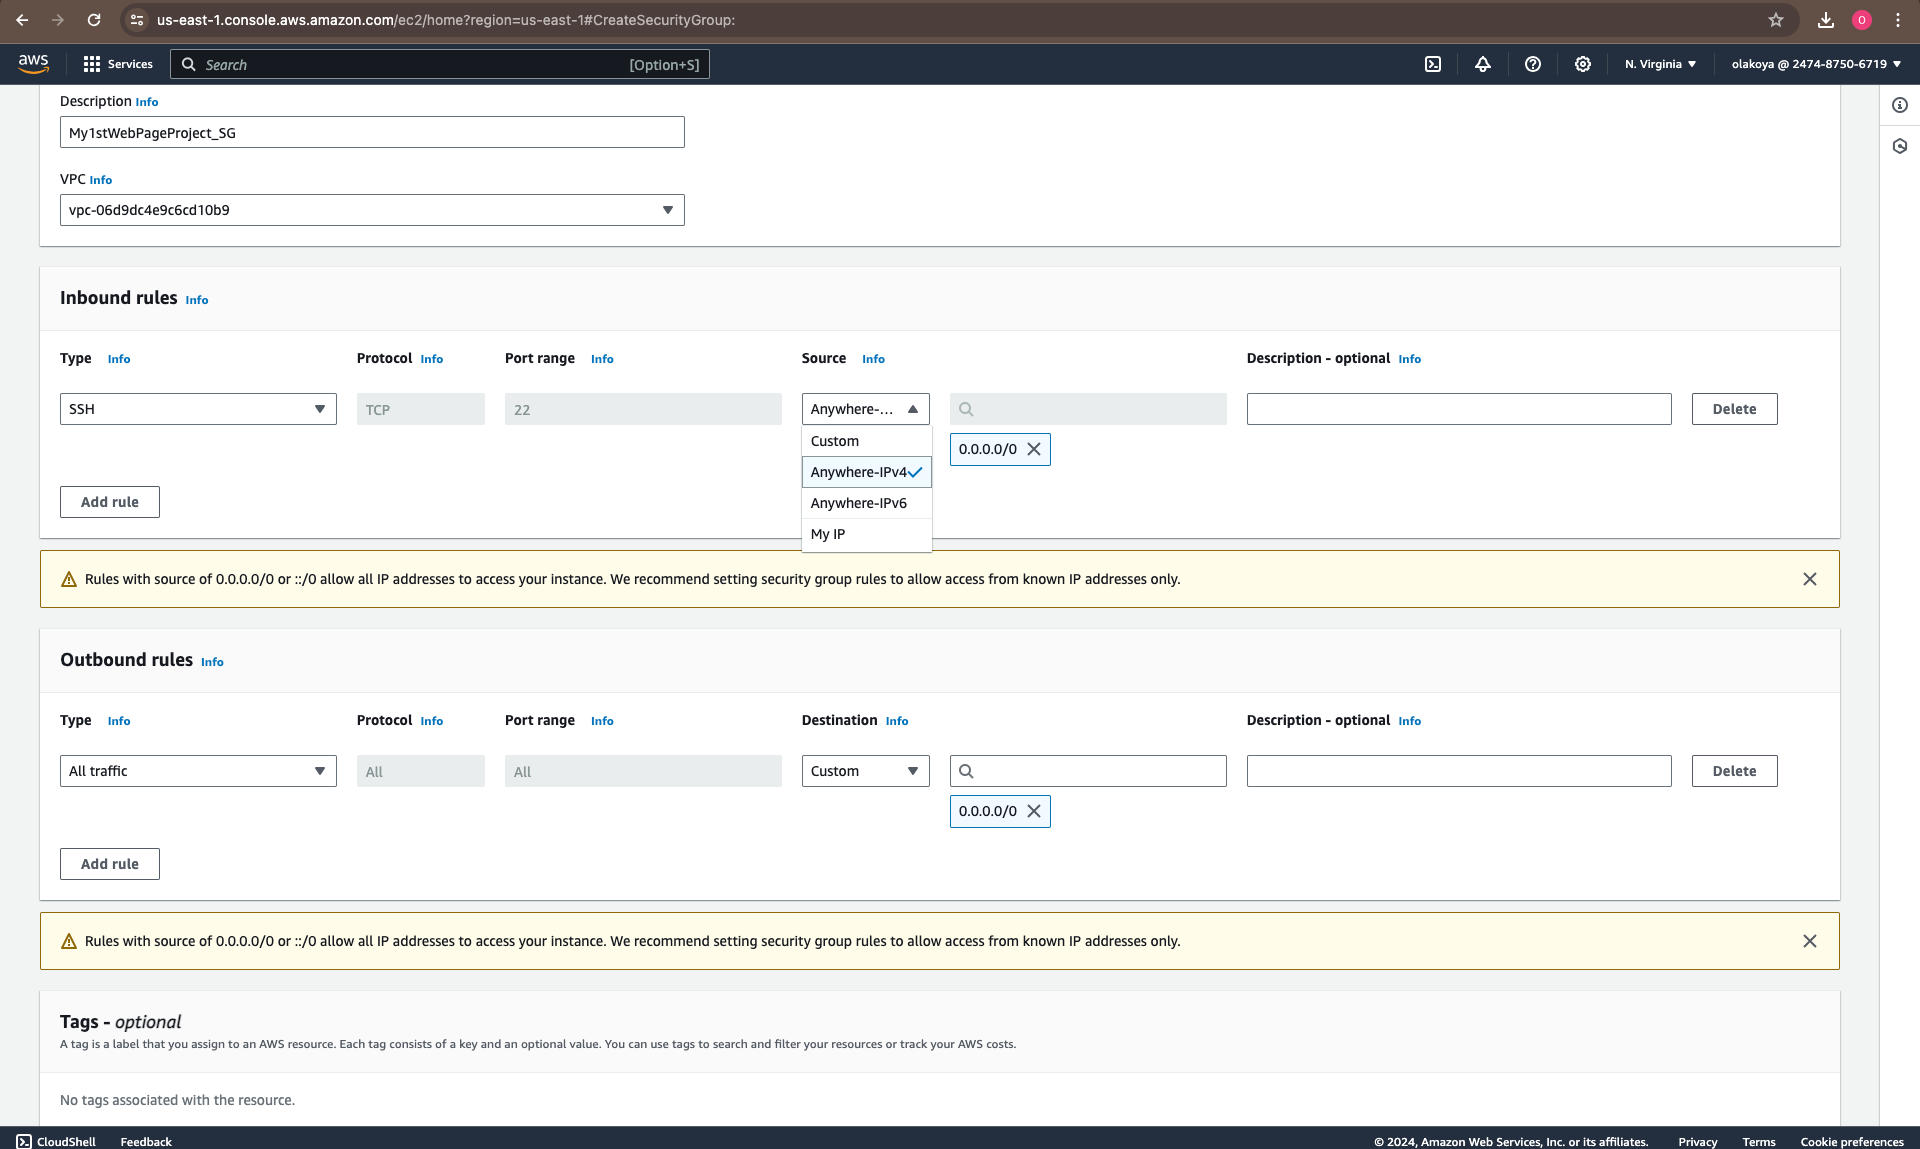 us-east-1.console.aws.amazon.com/ec2/home?region=us-east-1#CreateSecurityGroup:
O
aws
Services
Search
[Option+S]
N. Virginia
olakoya @ 2474-8750-6719
Description Info
My1stWebPageProject_SG
VPC Info
vpc-06d9dc4e9c6cd10b9
Inbound rules Info
Type Info Protocol Info Port range Info Source Info Description - optional Info
SSH TCP 22 Anywhere-... Delete
Custom
0.0.0.0/0
Anywhere-IPv4
Anywhere-IPv6
Add rule
My IP
Rules with source of 0.0.0.0/0 or ::/0 allow all IP addresses to access your instance. We recommend setting security group rules to allow access from known IP addresses only.
Outbound rules Info
Type Info Protocol Info Port range Info Destination Info Description - optional Info
All traffic All All Custom Delete
0.0.0.0/0
Add rule
Rules with source of 0.0.0.0/0 or ::/0 allow all IP addresses to access your instance. We recommend setting security group rules to allow access from known IP addresses only.
Tags - optional
A tag is a label that you assign to an AWS resource. Each tag consists of a key and an optional value. You can use tags to search and filter your resources or track your AWS costs.
No tags associated with the resource.
CloudShell Feedback © 2024, Amazon Web Services, Inc. or its affiliates. Privacy Terms Cookie preferences